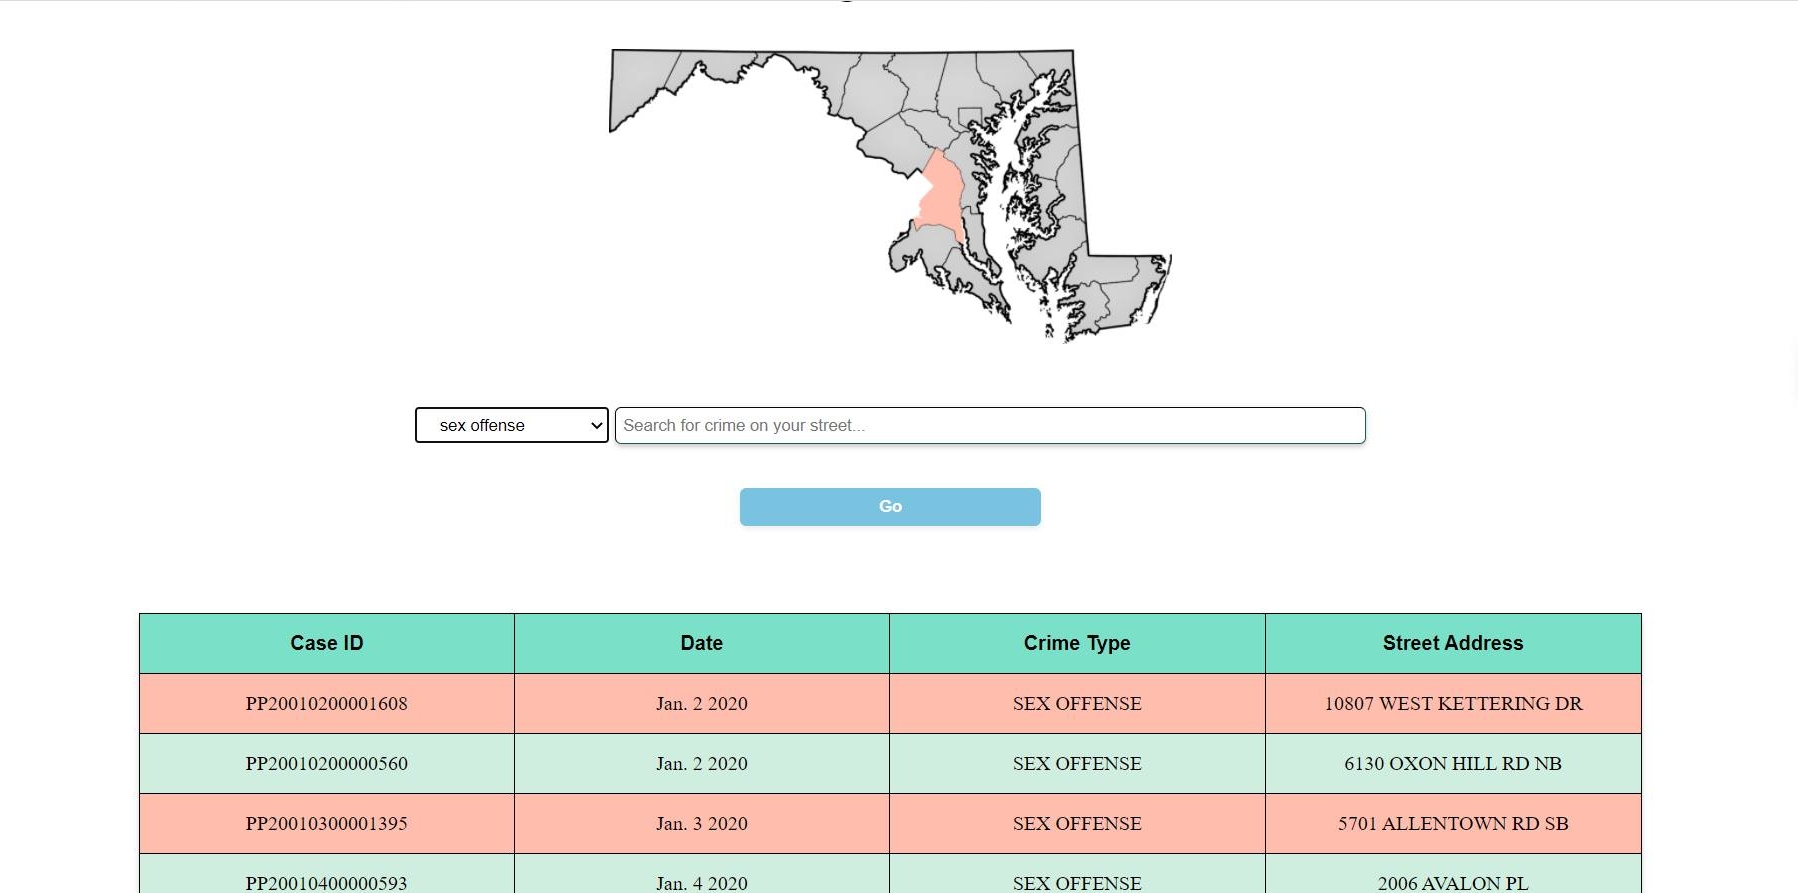 sex offense Search for crime on your street...
Go
Case ID Date Crime Type Street Address
PP20010200001608 Jan. 2 2020 SEX OFFENSE 10807 WEST KETTERING DR
PP20010200000560 Jan. 2 2020 SEX OFFENSE 6130 OXON HILL RD NB
PP20010300001395 Jan. 3 2020 SEX OFFENSE 5701 ALLENTOWN RD SB
PP20010400000593 Jan. 4 2020 SEX OFFENSE 2006 AVALON PL